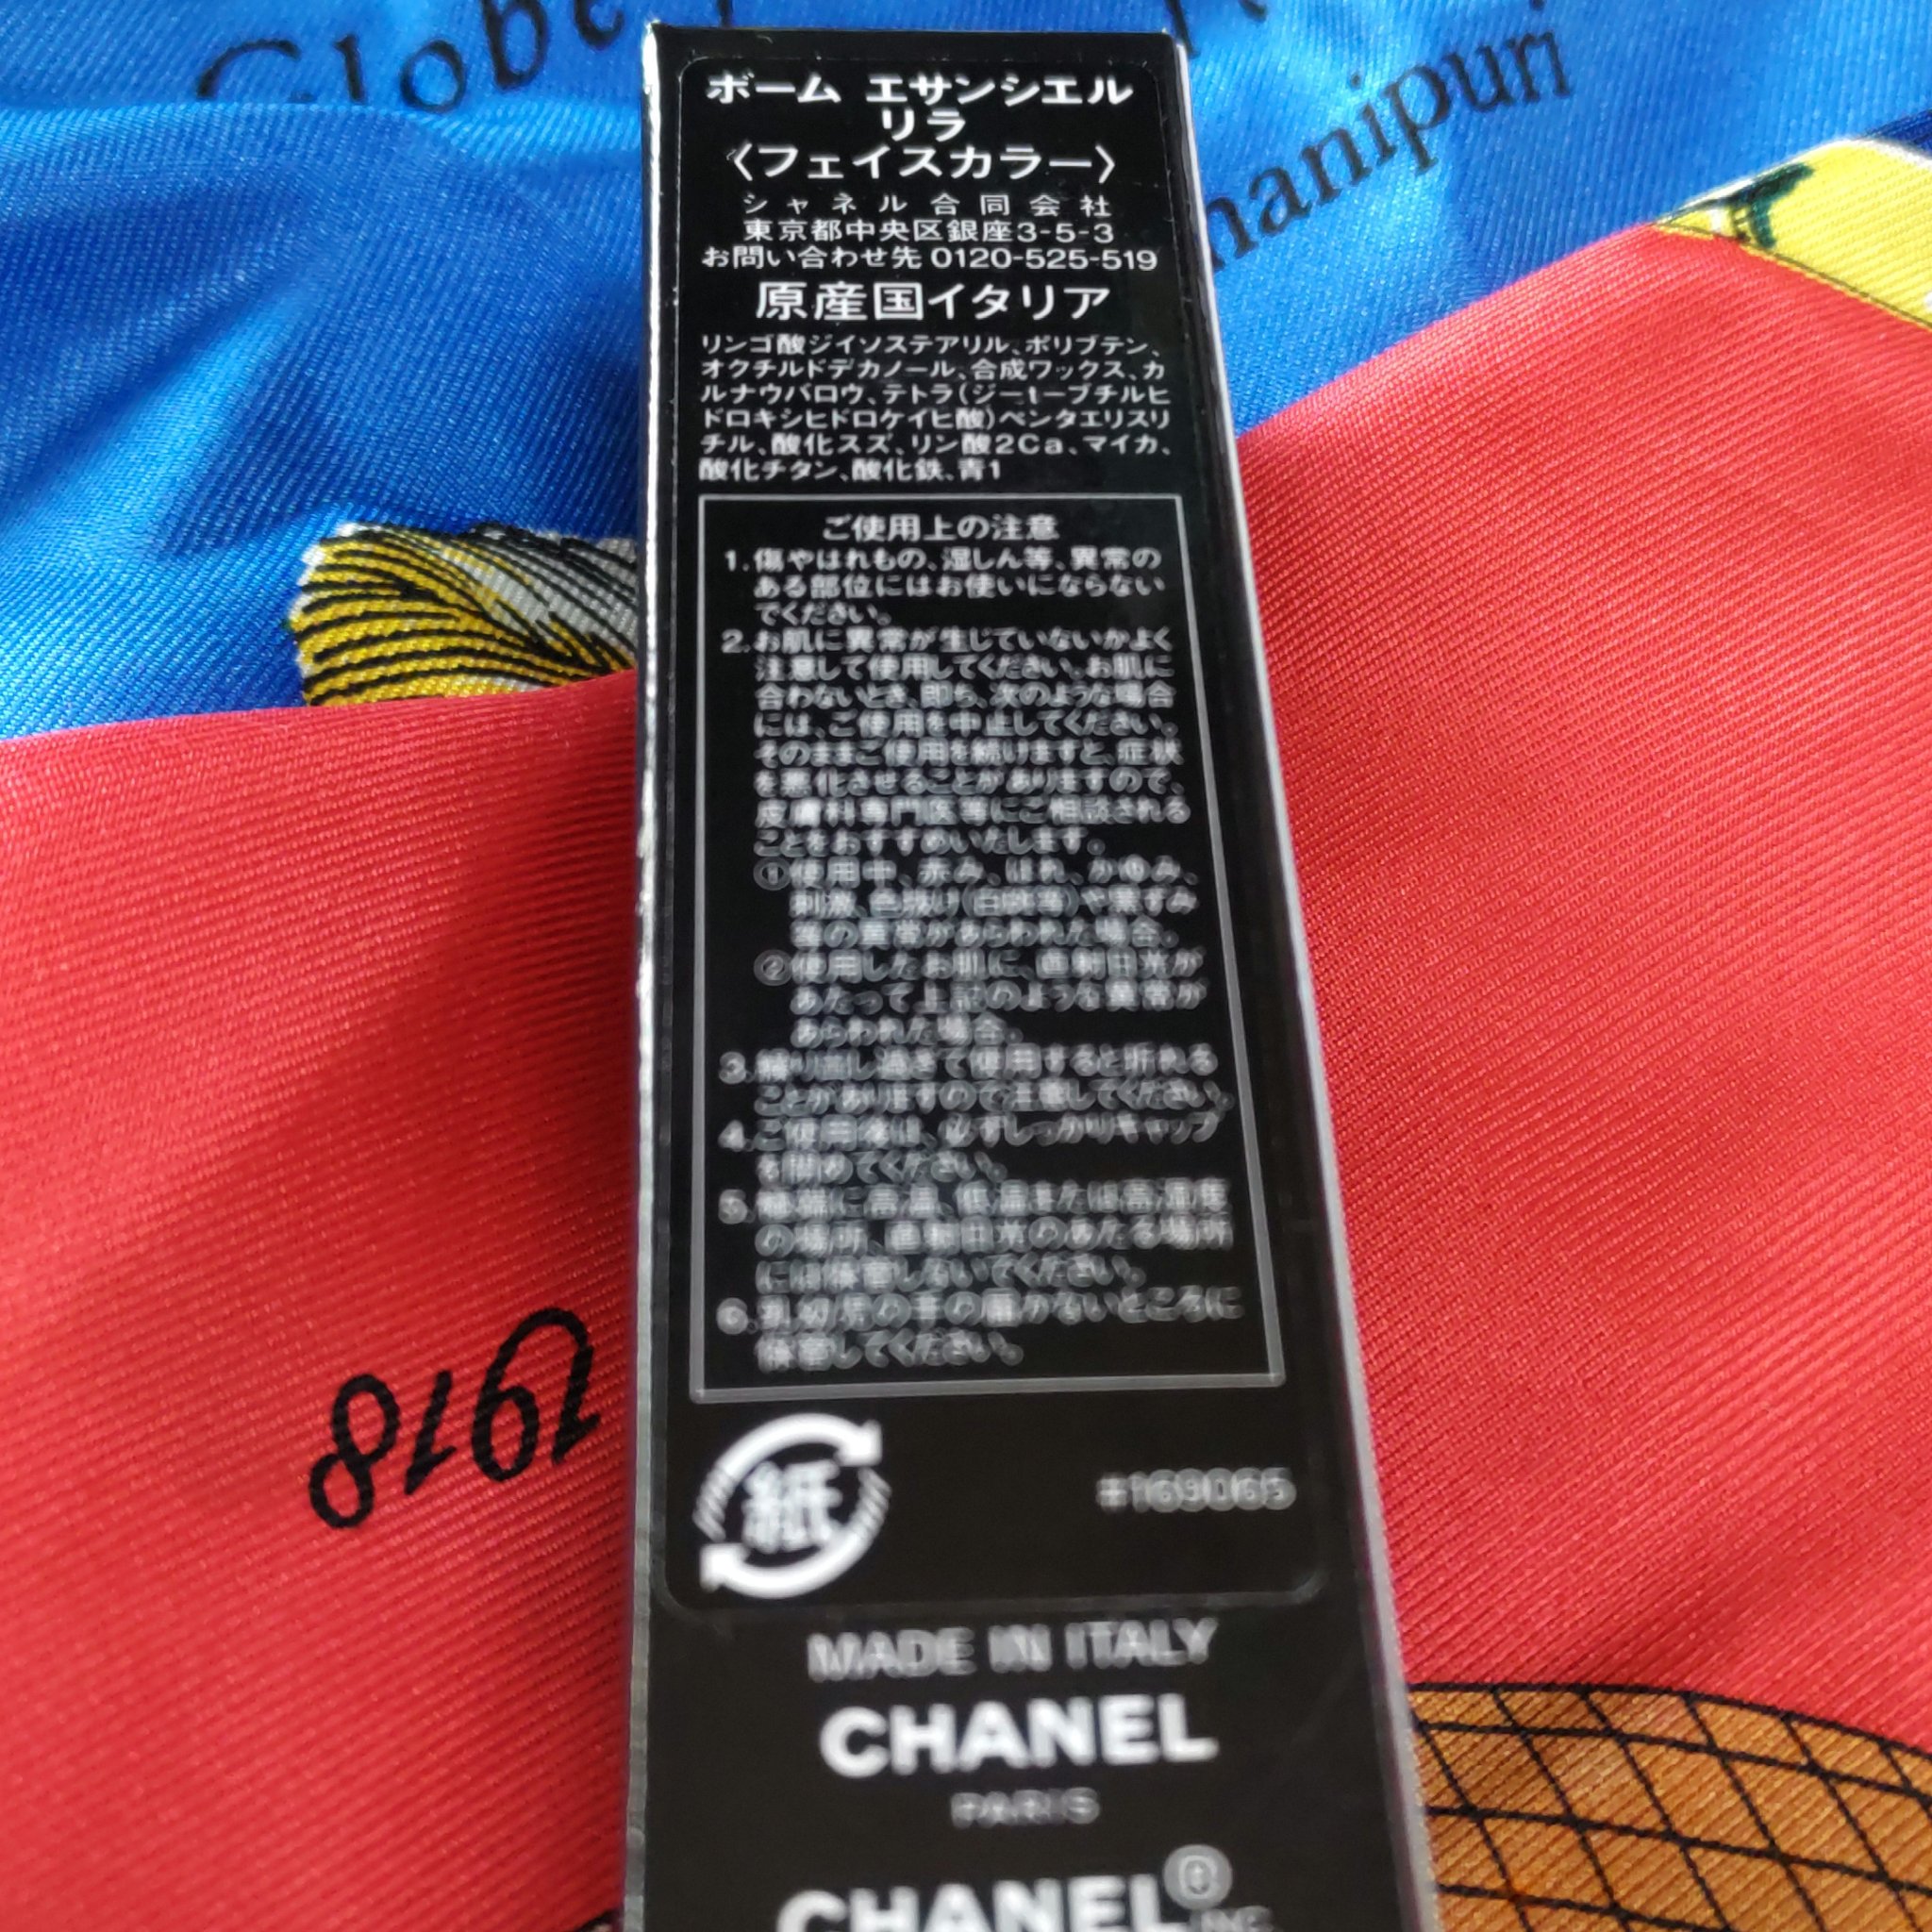 Globe
manipuri
ボーム エサンシエル
リラ
〈フェイスカラー〉
シャネル合同会社
東京都中央区銀座3-5-3
お問い合わせ先 0120-525-519
原産国イタリア
リンゴ酸ジイソステアリル、ポリブテン、
オクチルドデカノール、合成ワックス、カ
ルナウバロウ、テトラ(ジーtーブチルヒ
ドロキシヒドロケイヒ酸)ペンタエリスリ
チル、酸化スズ、リン酸2Ca、マイカ、
酸化チタン、酸化鉄、青1
ご使用上の注意
1.傷やはれもの、湿しん等、異常の
ある部位にはお使いにならない
でください。
2.お肌に異常が生じていないかよく
注意して使用してください。お肌に
合わないとき、即ち、次のような場合
には、ご使用を中止してください。
そのままご使用を続けますと、症状
を悪化させることがありますので、
皮膚科専門医等にご相談される
ことをおすすめいたします。
①使用中、赤み、はれ、かゆみ、
刺激、色抜け(白斑等)や黒ずみ
等の異常があらわれた場合。
②使用したお肌に、直射日光が
あたって上記のような異常が
あらわれた場合。
3.繰り出し過ぎて使用すると折れる
ことがありますので注意してください。
4.ご使用後は、必ずしっかりキャップ
を閉めてください。
5.極端に高温、低温または高湿度
の場所、直射日光のあたる場所
には保管しないでください。
6.乳幼児の手の届かないところに
保管してください。
紙
#169065
MADE IN ITALY
CHANEL
PARIS
CHANEL
INC.
1918